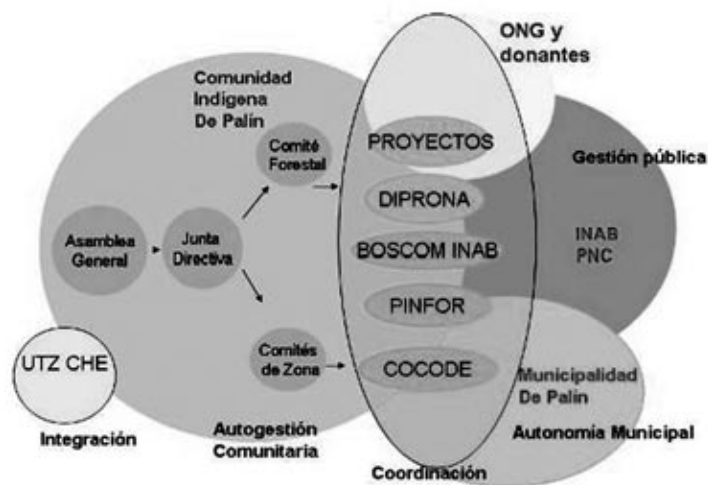 ONG y
donantes
Comunidad
Indígena
De Palín
Comité
Forestal
PROYECTOS
Gestión pública
DIPRONA
Asamblea
General
Junta
Directiva
BOSCOM INAB
INAB
PNC
PINFOR
UTZ CHE
Comités
de Zona
COCODE
Municipalidad
De Palín
Integración
Autogestión
Comunitaria
Autonomía Municipal
Coordinación